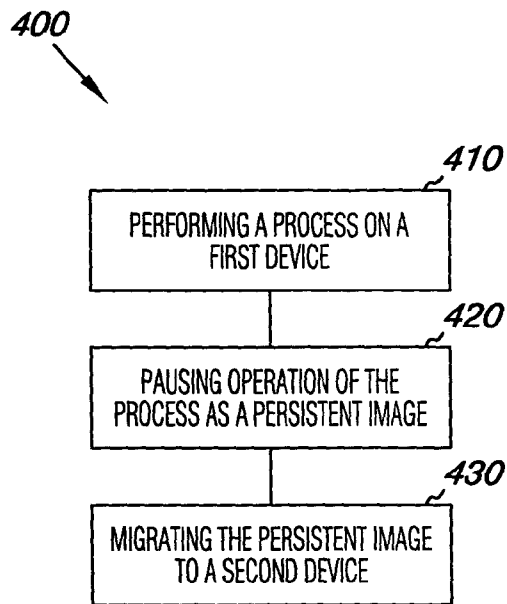 400
410
PERFORMING A PROCESS ON A
FIRST DEVICE
420
PAUSING OPERATION OF THE
PROCESS AS A PERSISTENT IMAGE
430
MIGRATING THE PERSISTENT IMAGE
TO A SECOND DEVICE